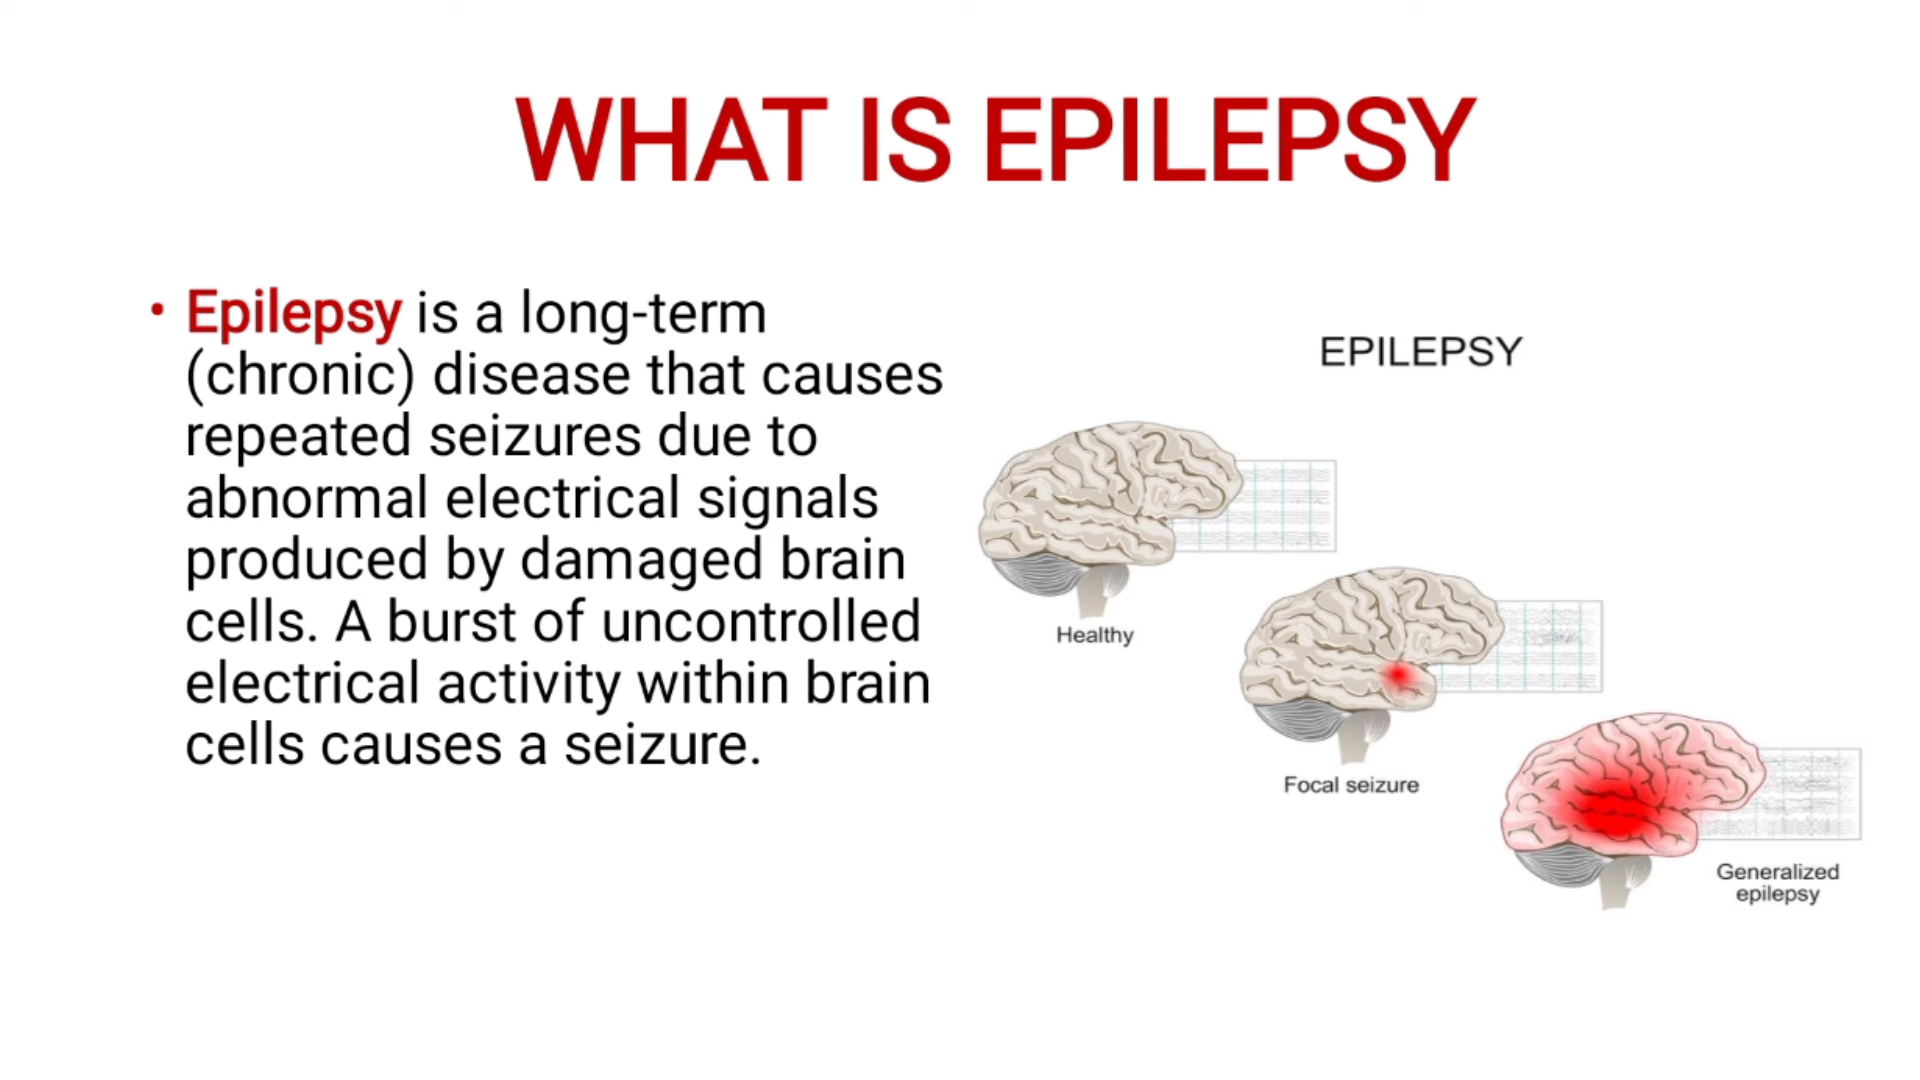 WHAT IS EPILEPSY
• Epilepsy is a long-term
(chronic) disease that causes
repeated seizures due to
abnormal electrical signals
produced by damaged brain
cells. A burst of uncontrolled
electrical activity within brain
cells causes a seizure.
EPILEPSY
Healthy
Focal seizure
Generalized
epilepsy